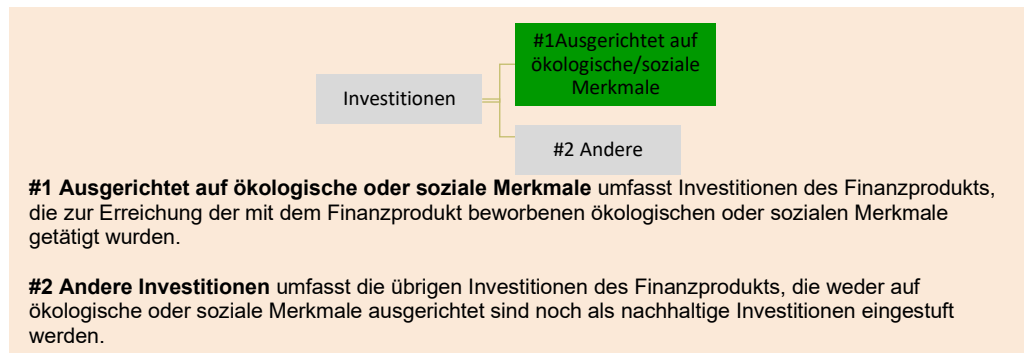 #1Ausgerichtet auf
ökologische/soziale
Merkmale
Investitionen
#2 Andere
#1 Ausgerichtet auf ökologische oder soziale Merkmale umfasst Investitionen des Finanzprodukts,
die zur Erreichung der mit dem Finanzprodukt beworbenen ökologischen oder sozialen Merkmale
getätigt wurden.
#2 Andere Investitionen umfasst die übrigen Investitionen des Finanzprodukts, die weder auf
ökologische oder soziale Merkmale ausgerichtet sind noch als nachhaltige Investitionen eingestuft
werden.